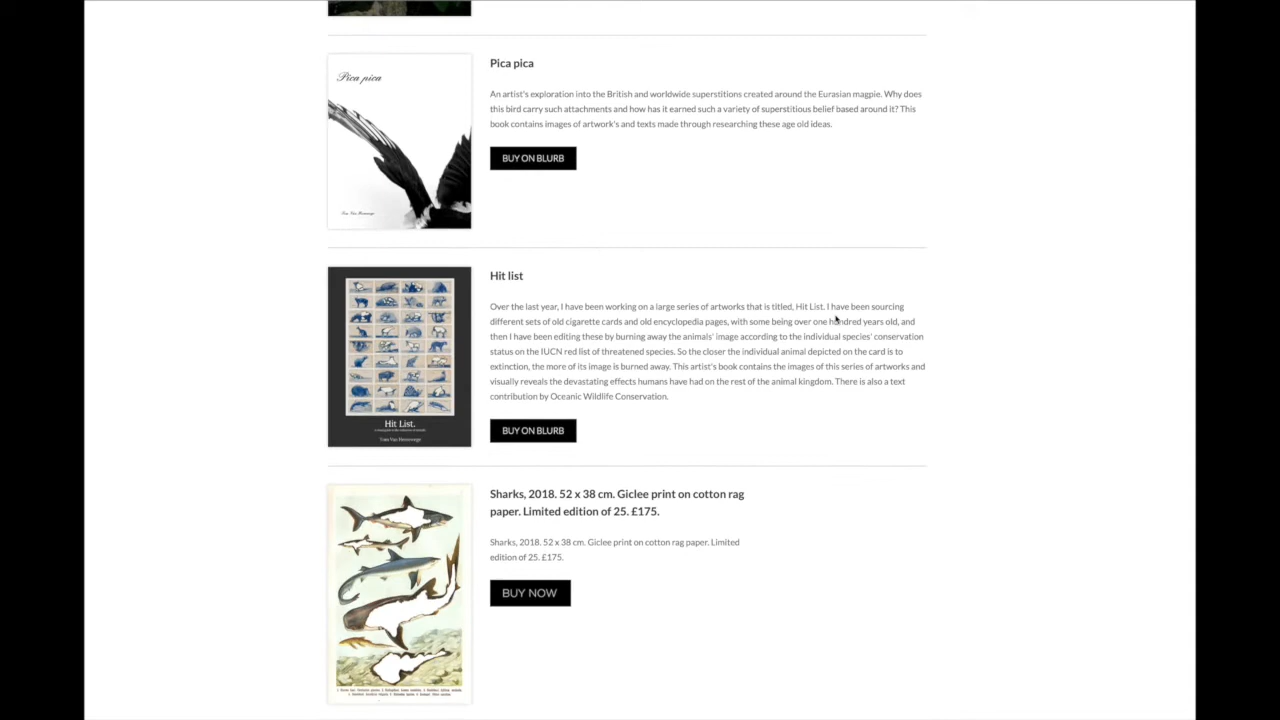 Pica pica
Pica pica
An artist's exploration into the British and worldwide superstitions created around the Eurasian magpie. Why does
this bird carry such attachments and how has it earned such a variety of superstitious belief based around it? This
book contains images of artwork's and texts made through researching these age old ideas.
BUY ON BLURB
Hit list
Over the last year, I have been working on a large series of artworks that is titled, Hit List. I have been sourcing
different sets of old cigarette cards and old encyclopedia pages, with some being over one hundred years old, and
then I have been editing these by burning away the animals' image according to the individual species' conservation
status on the IUCN red list of threatened species. So the closer the individual animal depicted on the card is to
extinction, the more of its image is burned away. This artist's book contains the images of this series of artworks and
visually reveals the devastating effects humans have had on the rest of the animal kingdom. There is also a text
contribution by Oceanic Wildlife Conservation.
BUY ON BLURB
Hit List.
Sharks, 2018. 52 x 38 cm. Giclee print on cotton rag
paper. Limited edition of 25. £175.
Sharks, 2018. 52 x 38 cm. Giclee print on cotton rag paper. Limited
edition of 25. £175.
BUY NOW